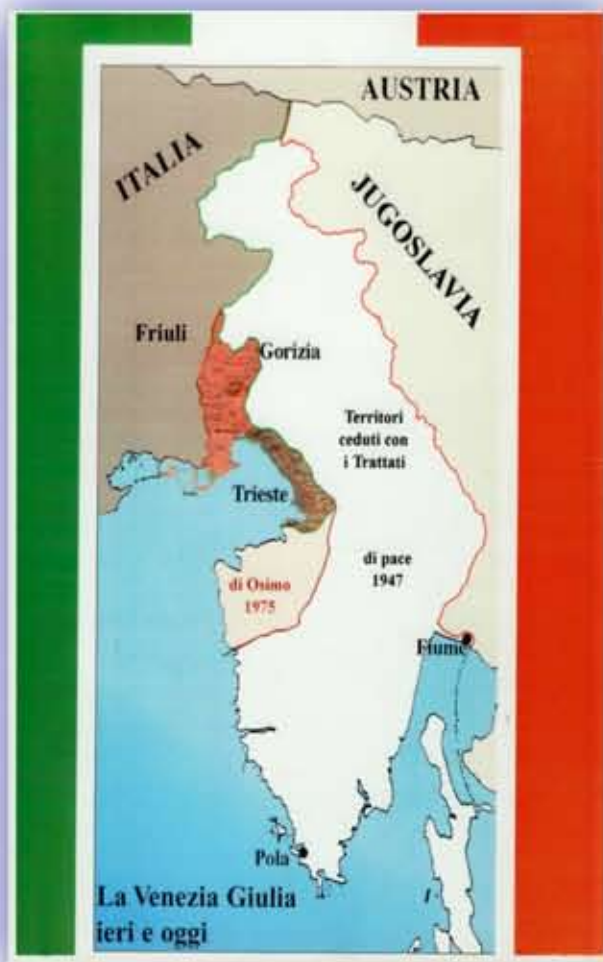 AUSTRIA
ITALIA
JUGOSLAVIA
Friuli
Gorizia
Territori
ceduti con
i Trattati
Trieste
di Osimo
1975
di pace
1947
Fiume
Pola
La Venezia Giulia
ieri e oggi